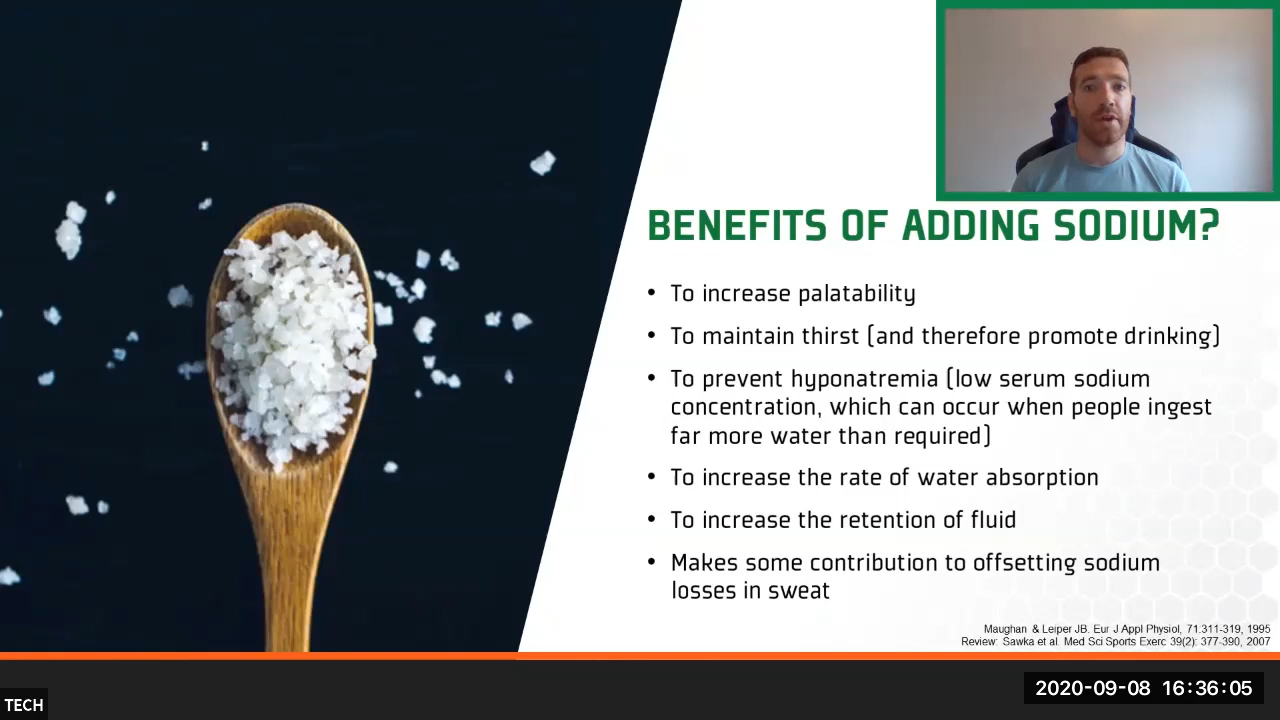 BENEFITS OF ADDING SODIUM?
• To increase palatability
• To maintain thirst (and therefore promote drinking)
• To prevent hyponatremia (low serum sodium
concentration, which can occur when people ingest
far more water than required)
• To increase the rate of water absorption
• To increase the retention of fluid
• Makes some contribution to offsetting sodium
losses in sweat
Maughan & Leiper JB. Eur J Appl Physiol, 71:311-319, 1995
Review: Sawka et al. Med Sci Sports Exerc 39(2): 377-390, 2007
TECH
2020-09-08 16:36:05